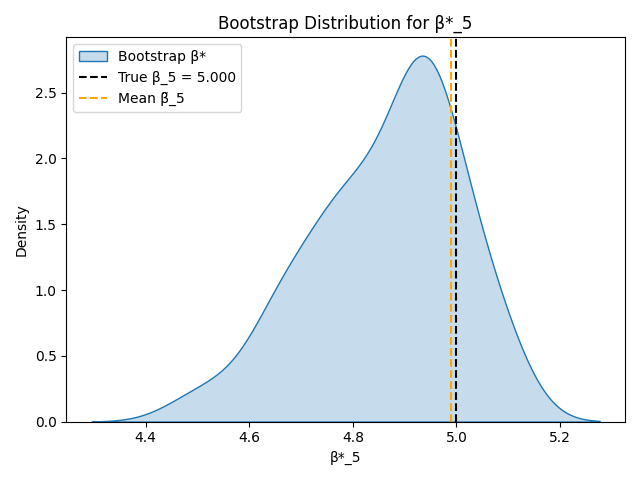 Bootstrap Distribution for β*_5
Bootstrap β*
True β_5 = 5.000
Mean β̂_5
Density
2.5
2.0
1.5
1.0
0.5
0.0
4.4 4.6 4.8 5.0 5.2
β*_5